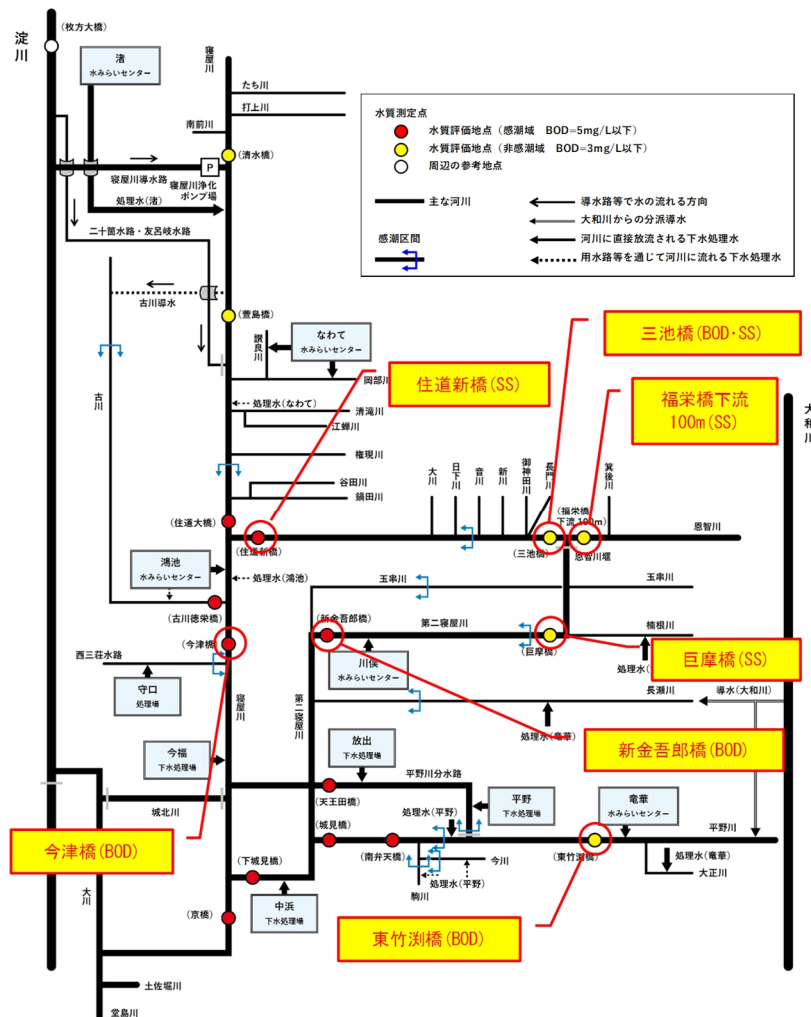 淀川
(枚方大橋)
渚
水みらいセンター
寝屋川
たち川
打上川
南前川
(清水橋)
P
寝屋川導水路
寝屋川浄化
ポンプ場
処理水(渚)
二十箇水路・友呂岐水路
古川導水
(萱島橋)
讃良川
なわて
水みらいセンター
岡部川
処理水(なわて)
清滝川
江蝉川
権現川
谷田川
鍋田川
古川
水質測定点
水質評価地点(感潮域 BOD=5mg/L以下)
水質評価地点(非感潮域 BOD=3mg/L以下)
周辺の参考地点
主な河川
感潮区間
導水路等で水の流れる方向
大和川からの分派導水
河川に直接放流される下水処理水
用水路等を通じて河川に流れる下水処理水
三池橋(BOD・SS)
住道新橋(SS)
福栄橋下流
100m(SS)
大和川
大川
日下川
音川
新川
御神田川
長門川
箕後川
(福栄橋
下流100m)
恩智川
(住道大橋)
(住道新橋)
(三池橋)
恩智川堰
鴻池
水みらいセンター
処理水(鴻池)
玉串川
玉串川
(古川徳栄橋)
(新金吾郎橋)
第二寝屋川
楠根川
(今津橋)
(巨摩橋)
西三荘水路
川俣
水みらいセンター
処理水
巨摩橋(SS)
守口
処理場
長瀬川
導水(大和川)
寝屋川
第二寝屋川
処理水(竜華)
新金吾郎橋(BOD)
今福
下水処理場
放出
下水処理場
平野川分水路
(天王田橋)
城北川
処理水(平野)
平野
下水処理場
竜華
水みらいセンター
(城見橋)
平野川
今津橋(BOD)
(南弁天橋)
今川
(東竹渕橋)
処理水(竜華)
(下城見橋)
処理水(平野)
大正川
駒川
大川
中浜
下水処理場
(京橋)
東竹渕橋(BOD)
土佐堀川
堂島川